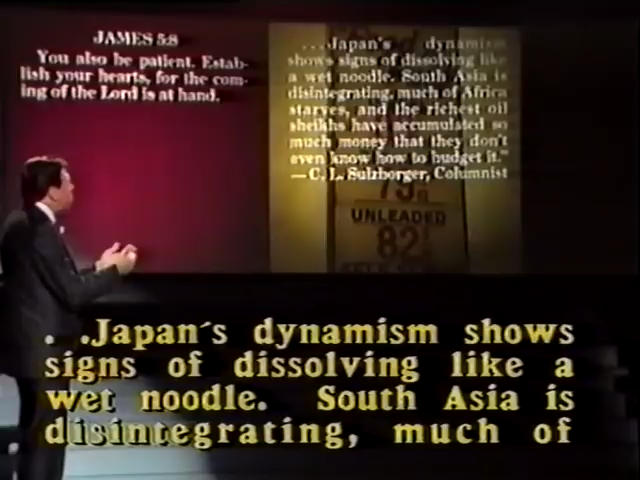 JAMES 5:8
You also be patient. Estab-
lish your hearts, for the com-
ing of the Lord is at hand.
. . .Japan's dynamism
shows signs of dissolving like
a wet noodle. South Asia is
disintegrating, much of Africa
starves, and the richest oil
sheikhs have accumulated so
much money that they don't
even know how to budget it."
—C. L. Sulzberger, Columnist
UNLEADED
82
. .Japan's dynamism shows
signs of dissolving like a
wet noodle. South Asia is
disintegrating, much of